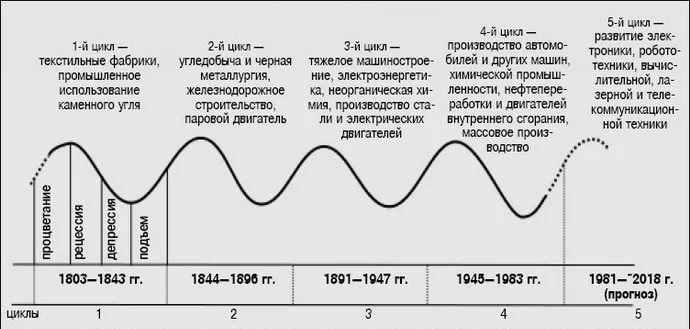 1-й цикл —
текстильные фабрики,
промышленное
использование
каменного угля
2-й цикл —
угледобыча и черная
металлургия,
железнодорожное
строительство,
паровой двигатель
3-й цикл —
тяжелое машиностро-
ение, электроэнергети-
ка, неорганическая хи-
мия, производство ста-
ли и электрических
двигателей
4-й цикл —
производство автомо-
билей и других машин,
химической промыш-
ленности, нефтепере-
работки и двигателей
внутреннего сгорания,
массовое произ-
водство
5-й цикл —
развитие элек-
троники, робото-
техники, вычис-
лительной, ла-
зерной и теле-
коммуникацион-
ной техники
процветание
рецессия
депрессия
подъем
1803—1843 гг.
1844—1896 гг.
1891—1947 гг.
1945—1983 гг.
1981—~2018 г.
(прогноз)
циклы
1
2
3
4
5